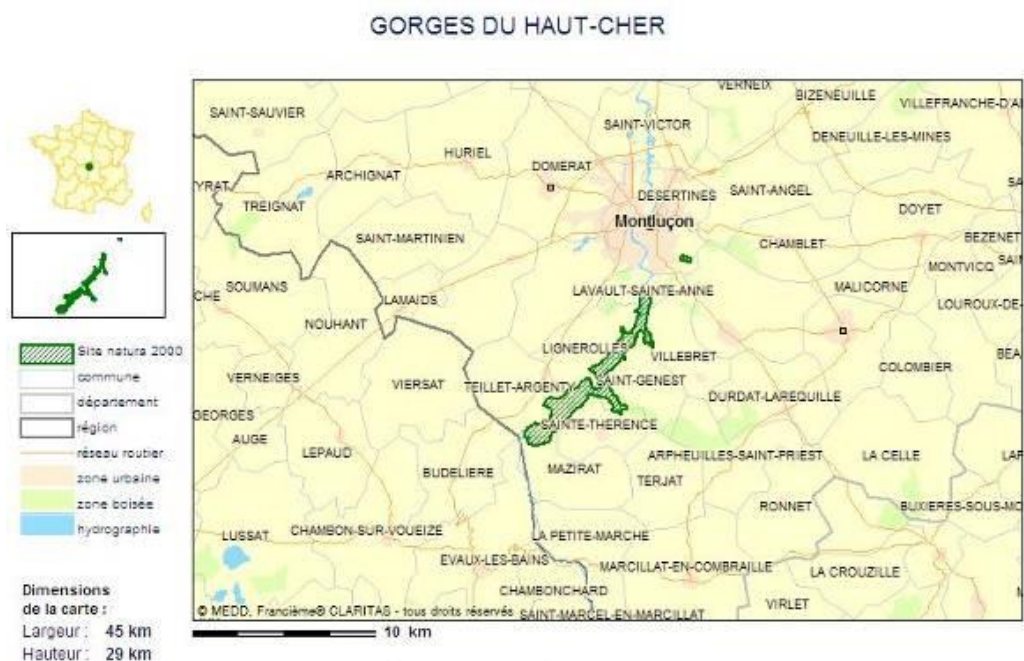 GORGES DU HAUT-CHER
VERNEIX
BIZENEUILLE
VILLEFRANCHE-D'AL
SAINT-SAUVIER
SAINT-VICTOR
DENEUILLE-LES-MINES
HURIEL
DOMERAT
ARCHIGNAT
DESERTINES
SAINT-ANGEL
YRAT
TREIGNAT
DOYET
Montluçon
SAINT-MARTINIEN
CHAMBLET
BEZENET
MONTVICQ
SOUMANS
LAVAULT-SAINTE-ANNE
MALICORNE
CHE
LAMAIDS
LOUROUX-DE-
NOUHANT
LIGNEROLLES
VILLEBRET
BEA
Site natura 2000
commune
département
région
réseau routier
zone urbaine
zone boisée
hydrographie
COLOMBIER
VERNEIGES
VIERSAT
TEILLET-ARGENTY
SAINT-GENEST
DURDAT-LAREQUILLE
GEORGES
AUGE
SAINTE-THERENCE
LEPAUD
ARPHEUILLES-SAINT-PRIEST
LA CELLE
BUDELIERE
MAZIRAT
TERJAT
RONNET
BUXIERES-SOUS-MO
LUSSAT
CHAMBON-SUR-VOUEIZE
LA PETITE-MARCHE
EVAUX-LES-BAINS
MARCILLAT-EN-COMBRAILLE
LA CROUZILLE
CHAMBONCHARD
VIRLET
© MEDD, Francième® CLARITAS - tous droits réservés
SAINT-MARCEL-EN-MARCILLAT
10 km
Dimensions
de la carte :
Largeur : 45 km
Hauteur : 29 km